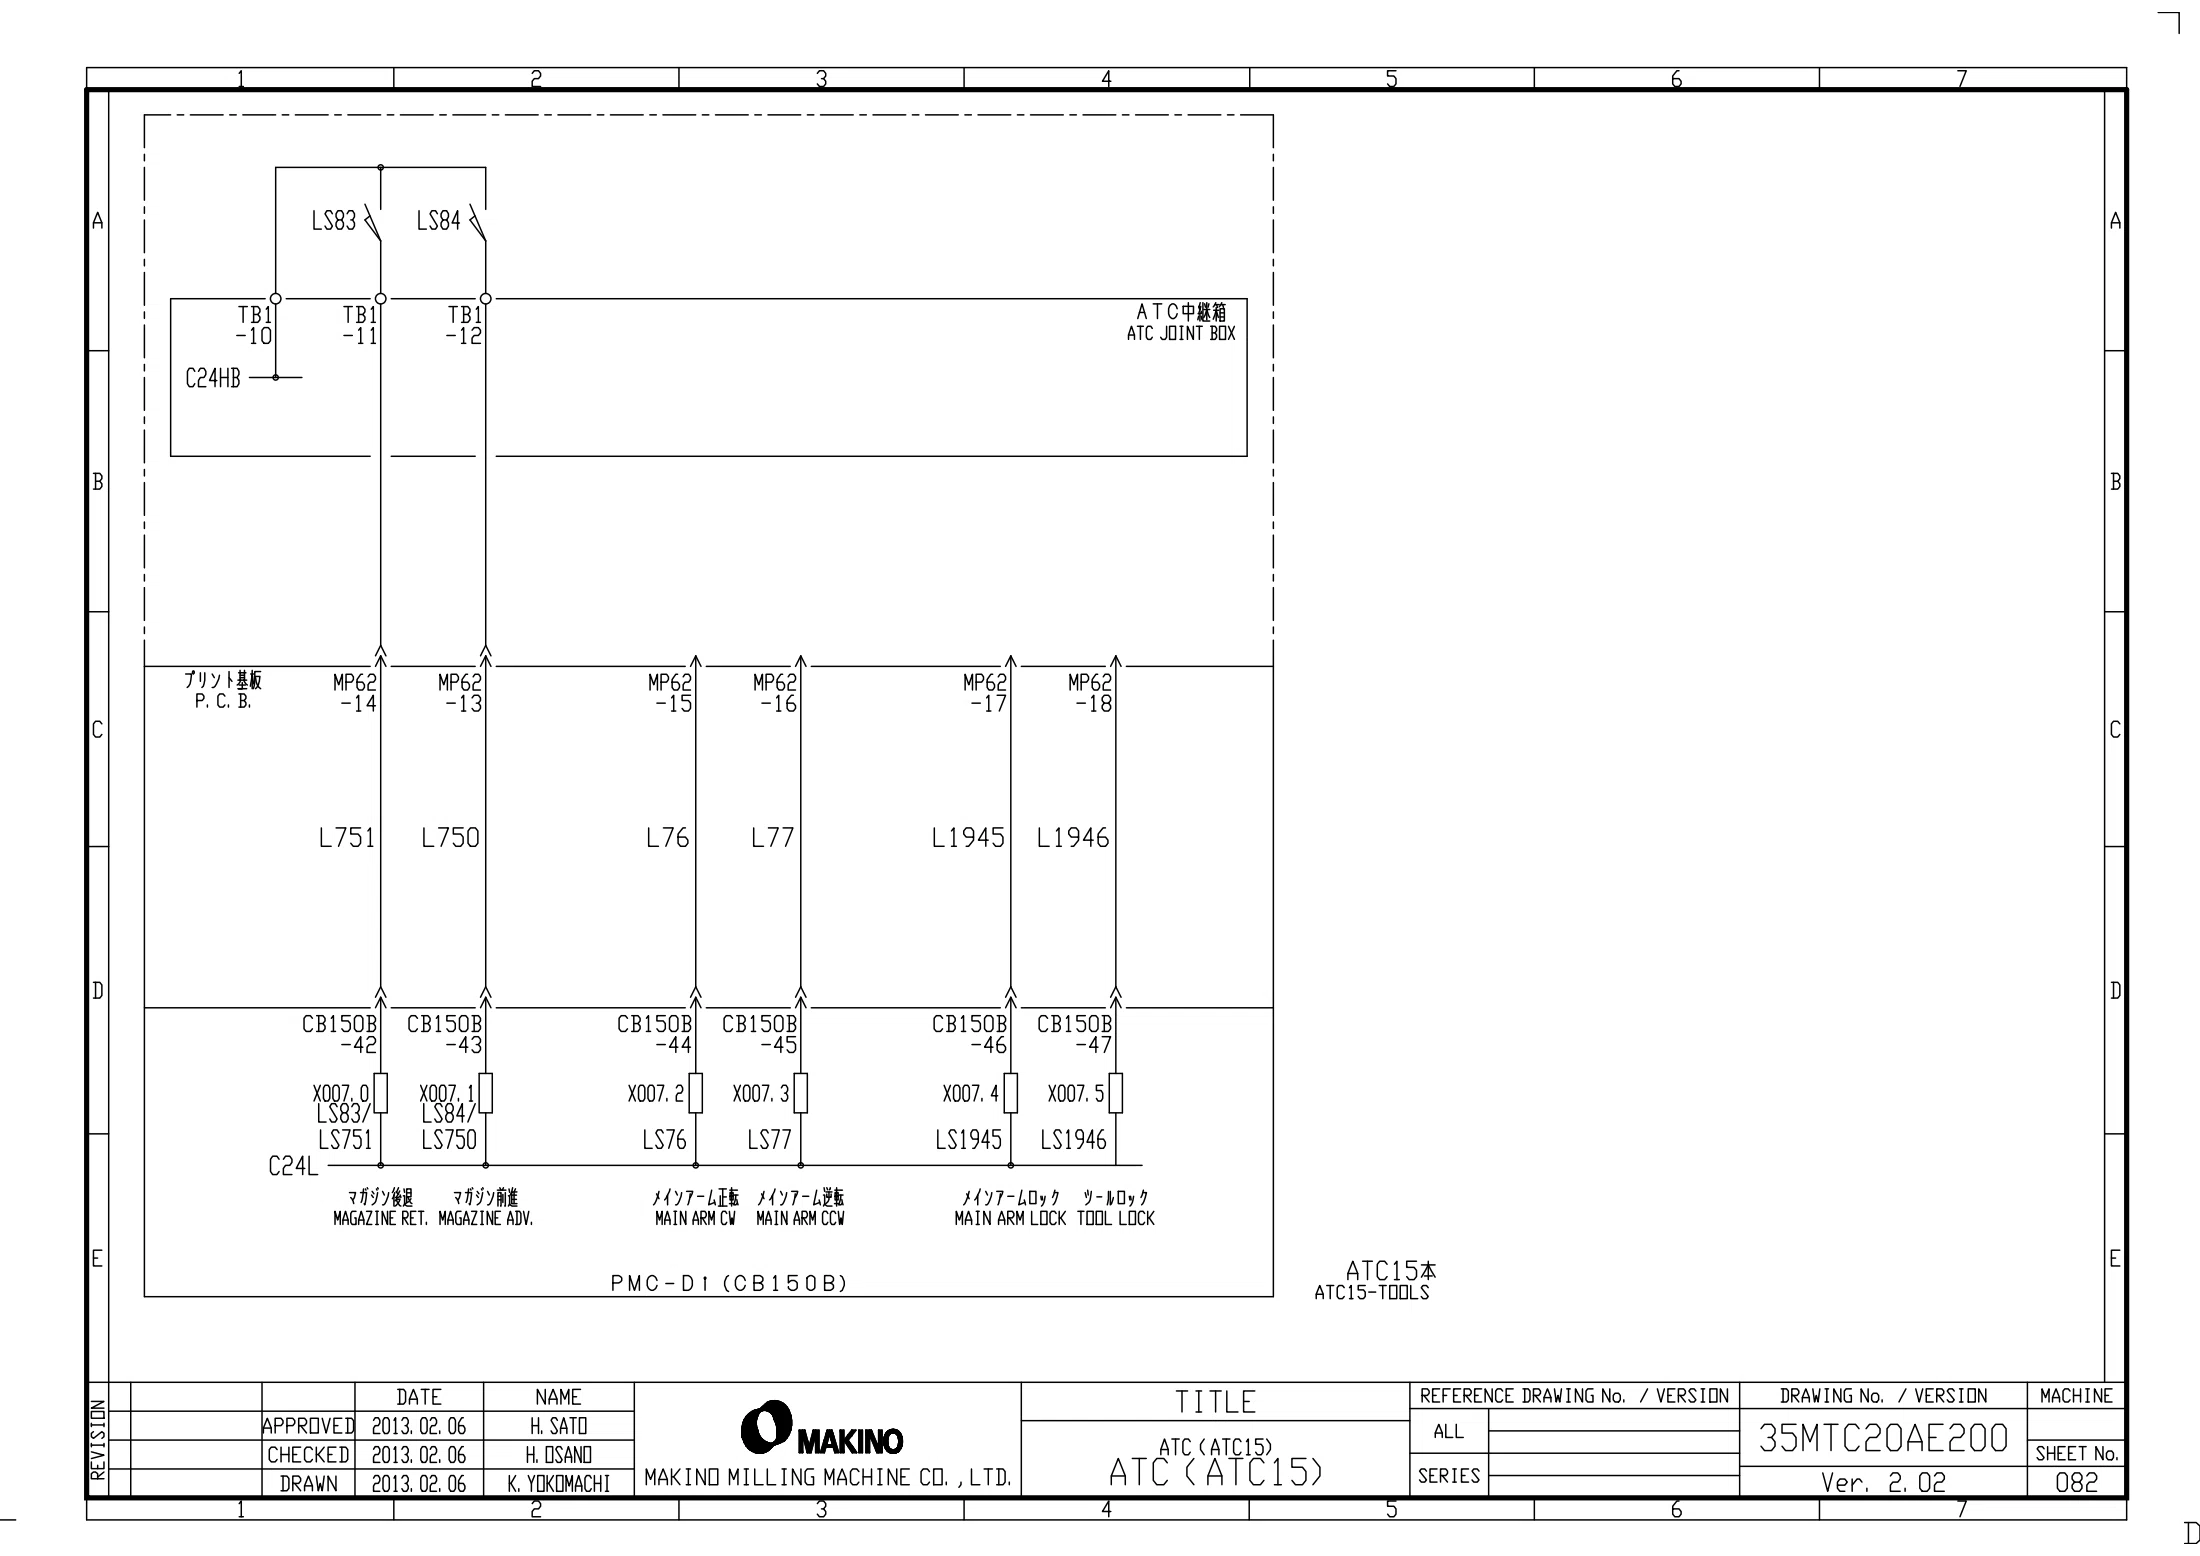 1 2 3 4 5 6 7
A A
LS83 LS84
TB1 TB1 TB1
-10 -11 -12
ATC中継箱
ATC JOINT BOX
C24HB
B B
プリント基板
P. C. B.
MP62 MP62 MP62 MP62 MP62 MP62
-14 -13 -15 -16 -17 -18
C C
L751 L750 L76 L77 L1945 L1946
D D
CB150B CB150B CB150B CB150B CB150B CB150B
-42 -43 -44 -45 -46 -47
X007.0 X007.1 X007.2 X007.3 X007.4 X007.5
LS83/ LS84/
LS751 LS750 LS76 LS77 LS1945 LS1946
C24L
マガジン後退 マガジン前進 メインアーム正転 メインアーム逆転 メインアームロック ツールロック
MAGAZINE RET. MAGAZINE ADV. MAIN ARM CW MAIN ARM CCW MAIN ARM LOCK TOOL LOCK
E E
PMC-D1 (CB150B)
ATC15本
ATC15-TOOLS
REVISION
DATE NAME
APPROVED 2013.02.06 H. SATO
CHECKED 2013.02.06 H. OSANO
DRAWN 2013.02.06 K. YOKOMACHI
MAKINO
MAKINO MILLING MACHINE CO.,LTD.
TITLE
ATC (ATC15)
ATC (ATC15)
REFERENCE DRAWING No. / VERSION
ALL
SERIES
DRAWING No. / VERSION
35MTC20AE200
Ver. 2.02
MACHINE
SHEET No.
082
1 2 3 4 5 6 7
D